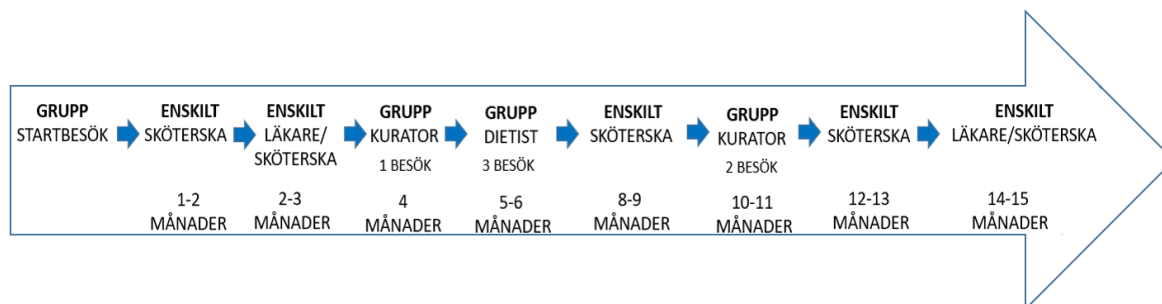 GRUPP
STARTBESÖK
ENSKILT
SKÖTERSKA
1-2
MÅNADER
ENSKILT
LÄKARE/
SKÖTERSKA
2-3
MÅNADER
GRUPP
KURATOR
1 BESÖK
4
MÅNADER
GRUPP
DIETIST
3 BESÖK
5-6
MÅNADER
ENSKILT
SKÖTERSKA
8-9
MÅNADER
GRUPP
KURATOR
2 BESÖK
10-11
MÅNADER
ENSKILT
SKÖTERSKA
12-13
MÅNADER
ENSKILT
LÄKARE/SKÖTERSKA
14-15
MÅNADER